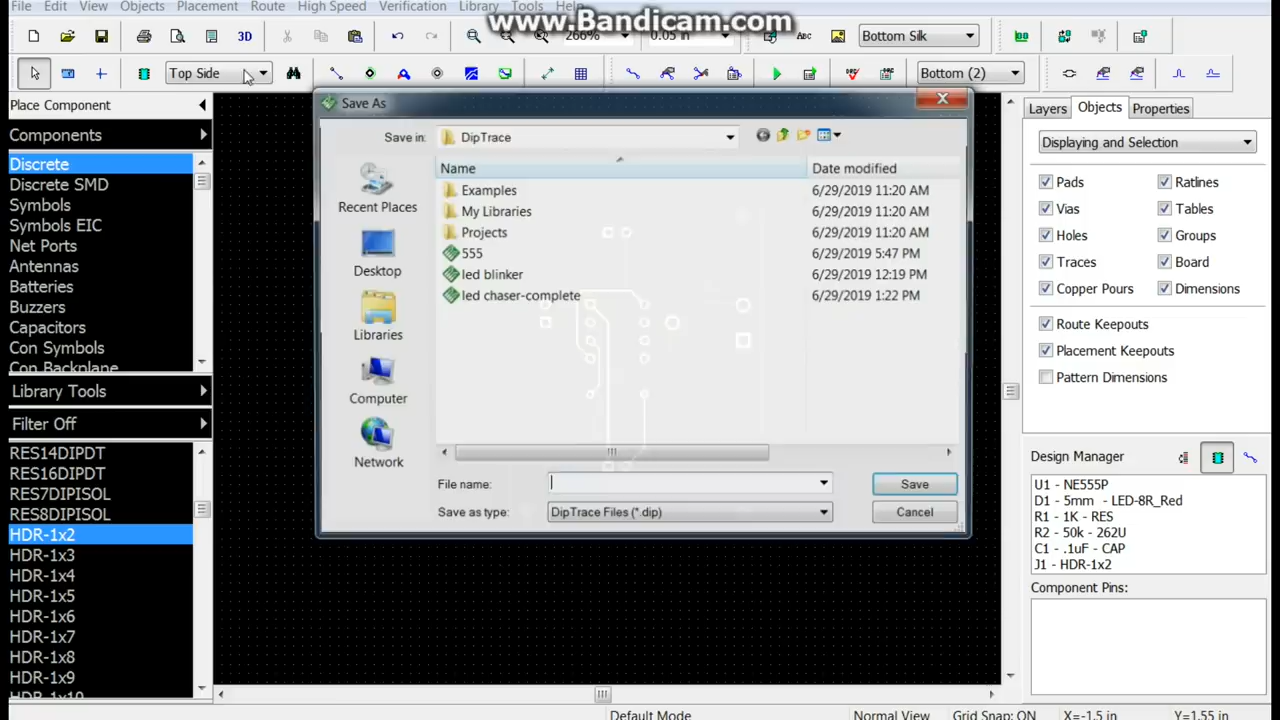 File Edit View Objects Placement Route High Speed Verification Library Tools Help
www.Bandicam.com
3D 266% 0.05 in Abc Bottom Silk
Top Side Bottom (2)
Place Component
Components
Discrete
Discrete SMD
Symbols
Symbols EIC
Net Ports
Antennas
Batteries
Buzzers
Capacitors
Con Symbols
Con Backplane
Library Tools
Filter Off
RES14DIPDT
RES16DIPDT
RES7DIPISOL
RES8DIPISOL
HDR-1x2
HDR-1x3
HDR-1x4
HDR-1x5
HDR-1x6
HDR-1x7
HDR-1x8
HDR-1x9
HDR-1x10
Save As
Save in: DipTrace
Name Date modified
Examples 6/29/2019 11:20 AM
My Libraries 6/29/2019 11:20 AM
Projects 6/29/2019 11:20 AM
555 6/29/2019 5:47 PM
led blinker 6/29/2019 12:19 PM
led chaser-complete 6/29/2019 1:22 PM
Recent Places
Desktop
Libraries
Computer
Network
File name: Save
Save as type: DipTrace Files (*.dip) Cancel
Layers Objects Properties
Displaying and Selection
Pads Ratlines
Vias Tables
Holes Groups
Traces Board
Copper Pours Dimensions
Route Keepouts
Placement Keepouts
Pattern Dimensions
Design Manager
U1 - NE555P
D1 - 5mm - LED-8R_Red
R1 - 1K - RES
R2 - 50k - 262U
C1 - .1uF - CAP
J1 - HDR-1x2
Component Pins:
Default Mode Normal View Grid Snap: ON X=-1.5 in Y=1.55 in